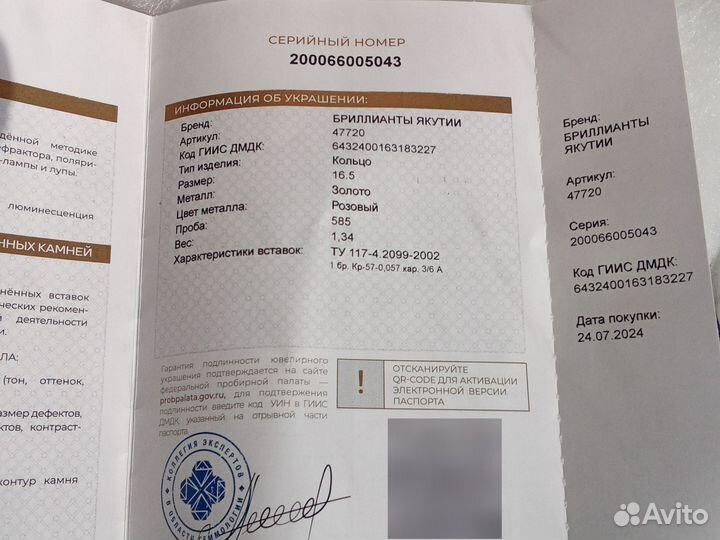 дённой методике
фрактора, поляри-
-лампы и лупы.
люминесценция
ННЫХ КАМНЕЙ
нённых вставок
ческих рекомен-
й деятельности
и.
ЛА:
(тон, оттенок,
размер дефектов,
ктов, контраст-
контур камня
СЕРИЙНЫЙ НОМЕР
200066005043
ИНФОРМАЦИЯ ОБ УКРАШЕНИИ:
Бренд: БРИЛЛИАНТЫ ЯКУТИИ
Артикул: 47720
Код ГИИС ДМДК: 6432400163183227
Тип изделия: Кольцо
Размер: 16.5
Металл: Золото
Цвет металла: Розовый
Проба: 585
Вес: 1,34
Характеристики вставок: ТУ 117-4.2099-2002
1 бр. Кр-57-0,057 кар. 3/6 А
Гарантия подлинности ювелирного
украшения подтверждается на сайте
федеральной пробирной палаты —
probpalata.gov.ru, для подтверждения
подлинности введите код УИН в ГИИС
ДМДК указанный на отрывной части
паспорта
!
ОТСКАНИРУЙТЕ
QR-CODE ДЛЯ АКТИВАЦИИ
ЭЛЕКТРОННОЙ ВЕРСИИ
ПАСПОРТА
КОЛЛЕГИЯ ЭКСПЕРТОВ
В ОБЛАСТИ ГЕММОЛОГИИ
Бренд:
БРИЛЛИАНТЫ
ЯКУТИИ
Артикул:
47720
Серия:
200066005043
Код ГИИС ДМДК:
6432400163183227
Дата покупки:
24.07.2024
Avito